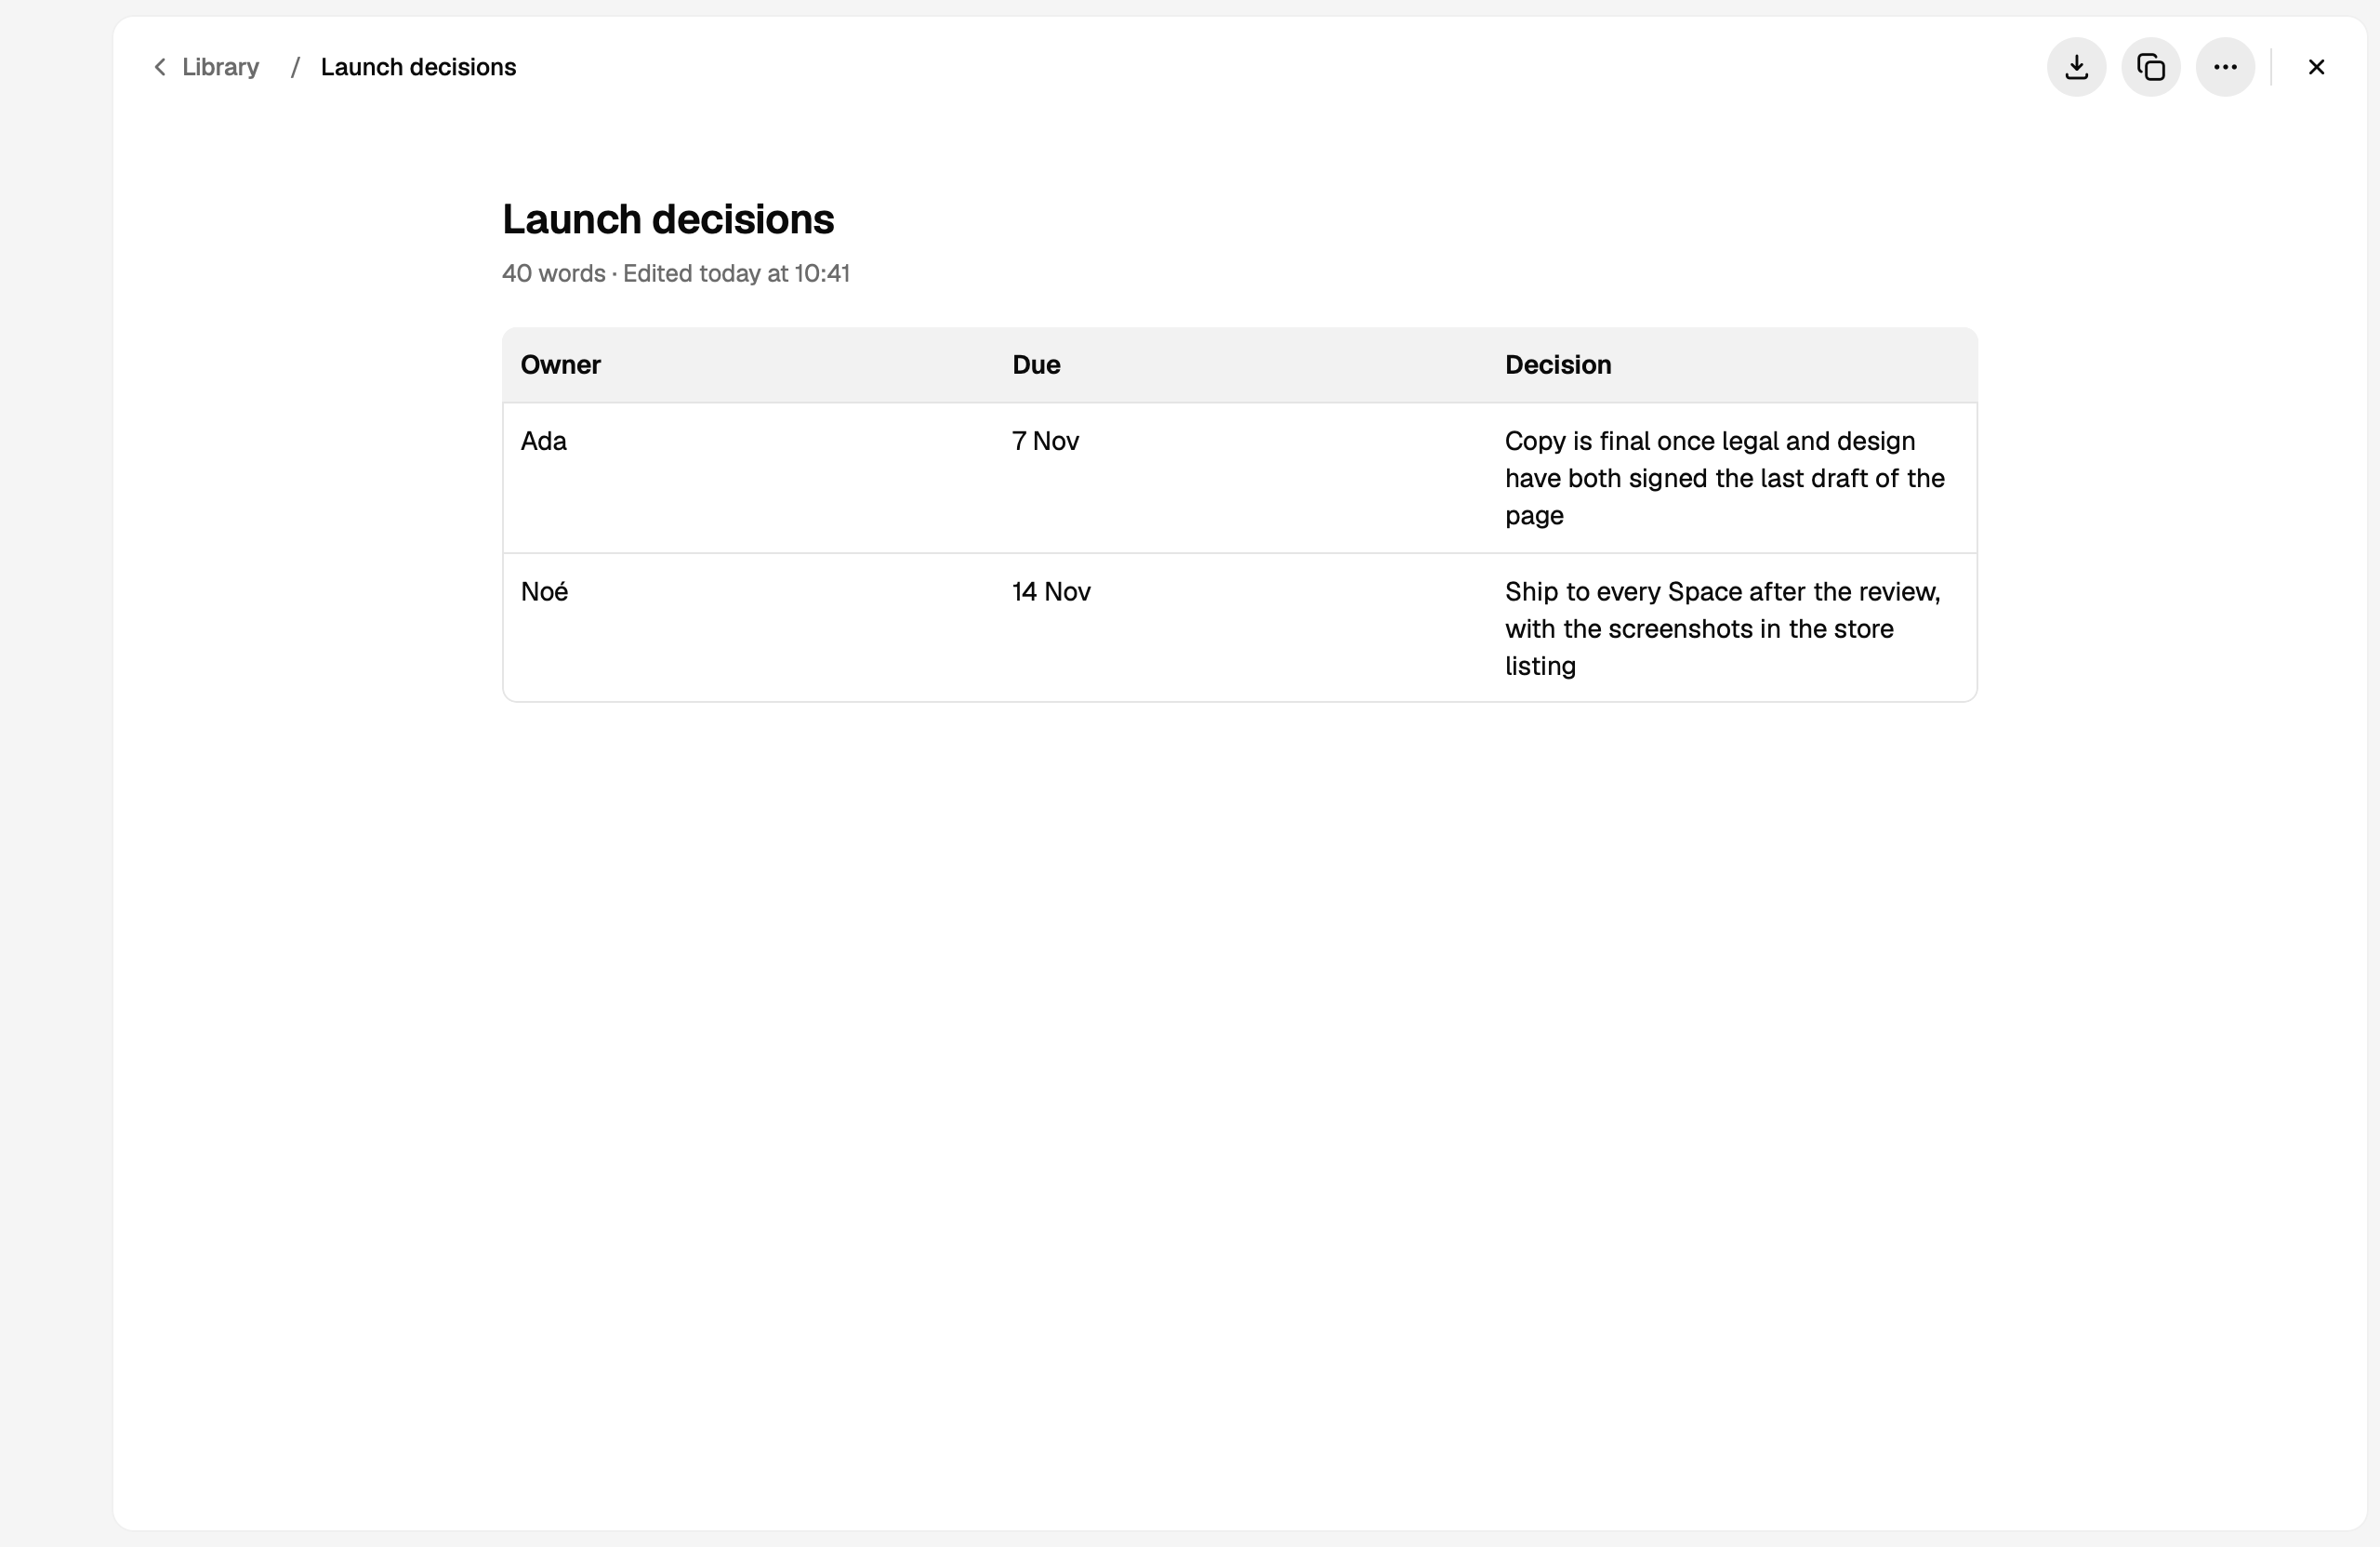 Library / Launch decisions
Launch decisions
40 words · Edited today at 10:41
Owner Due Decision
Ada 7 Nov Copy is final once legal and design
have both signed the last draft of the
page
Noé 14 Nov Ship to every Space after the review,
with the screenshots in the store
listing